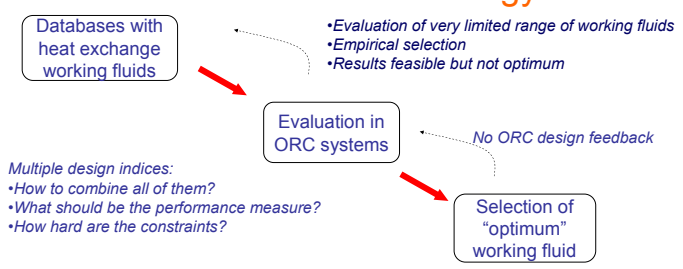 Databases with
heat exchange
working fluids
•Evaluation of very limited range of working fluids
•Empirical selection
•Results feasible but not optimum
Evaluation in
ORC systems
No ORC design feedback
Multiple design indices:
•How to combine all of them?
•What should be the performance measure?
•How hard are the constraints?
Selection of
“optimum”
working fluid